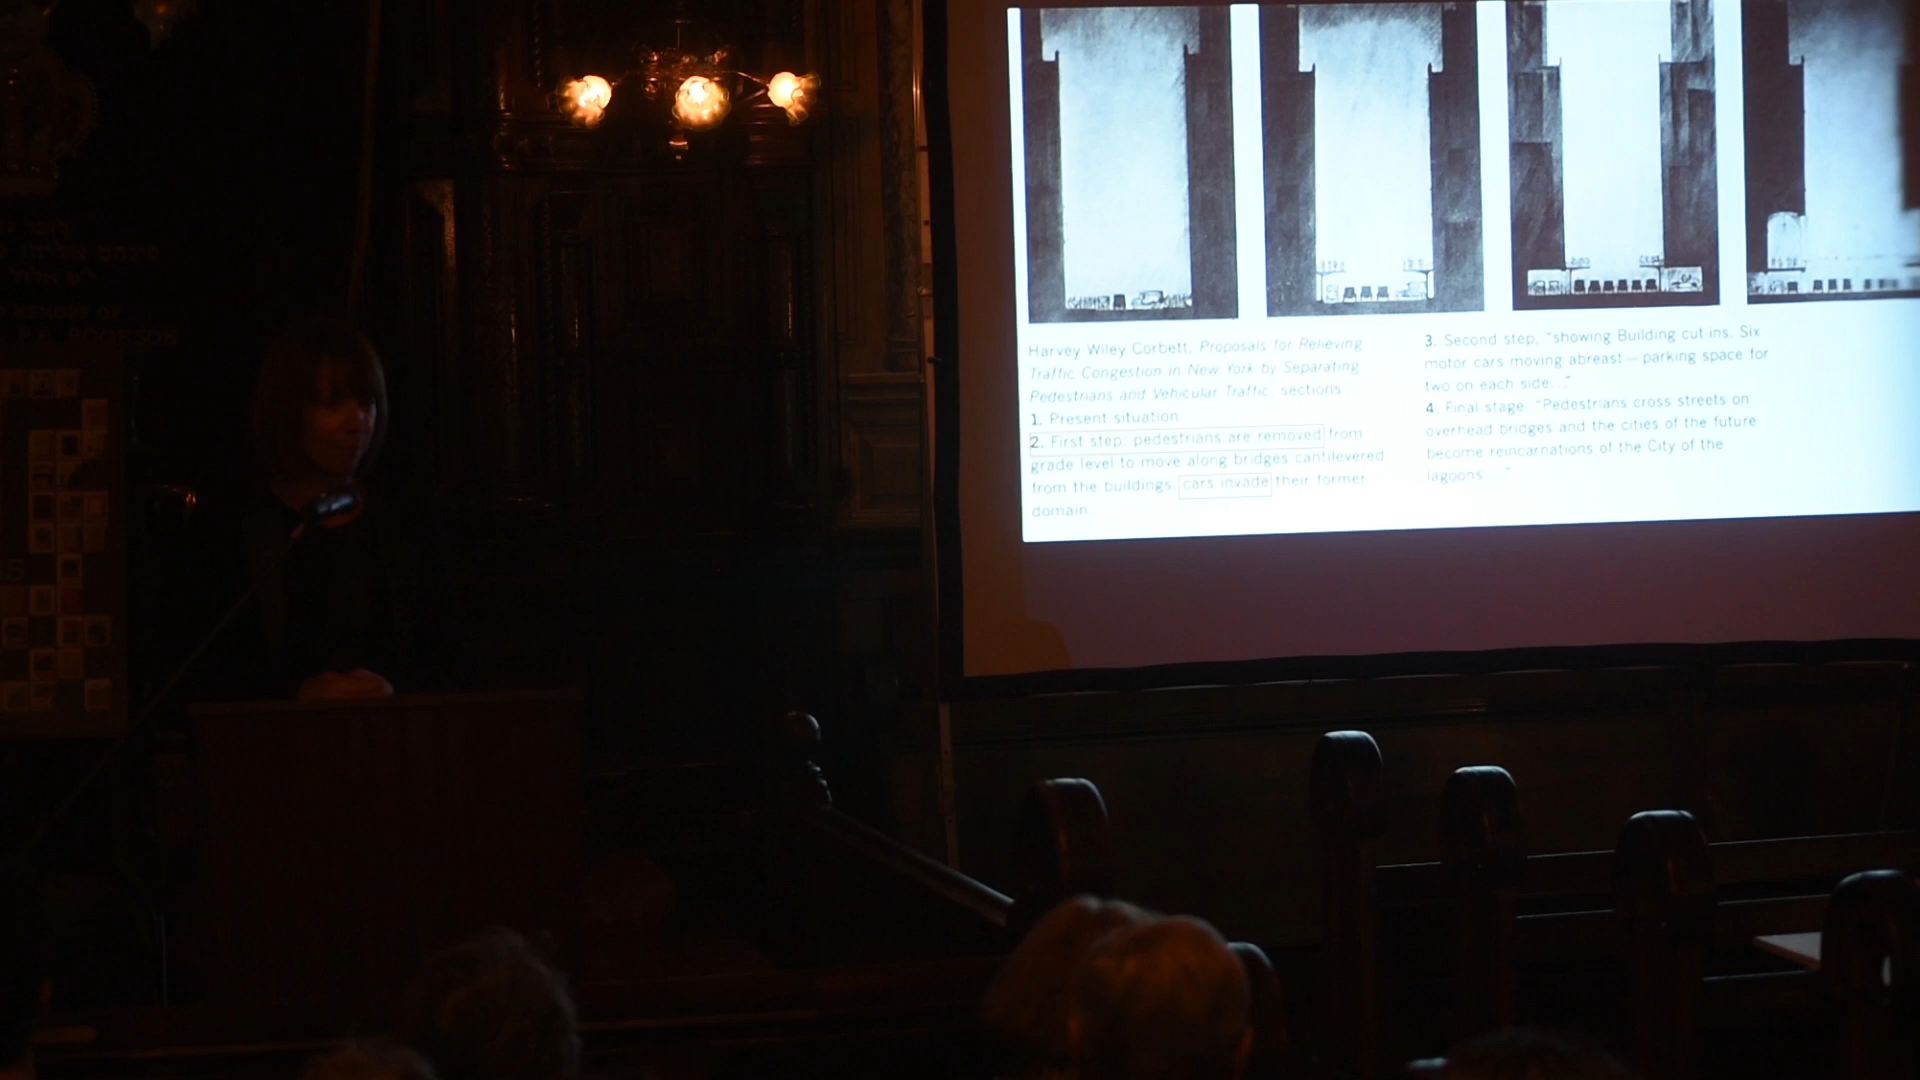 Harvey Wiley Corbett, Proposals for Relieving
Traffic Congestion in New York by Separating
Pedestrians and Vehicular Traffic, sections
1. Present situation
2. First step: pedestrians are removed from
grade level to move along bridges cantilevered
from the buildings; cars invade their former
domain.
3. Second step, "showing Building cut-ins. Six
motor cars moving abreast — parking space for
two on each side..."
4. Final stage: "Pedestrians cross streets on
overhead bridges and the cities of the future
become reincarnations of the City of the
lagoons..."
MEMORY OF